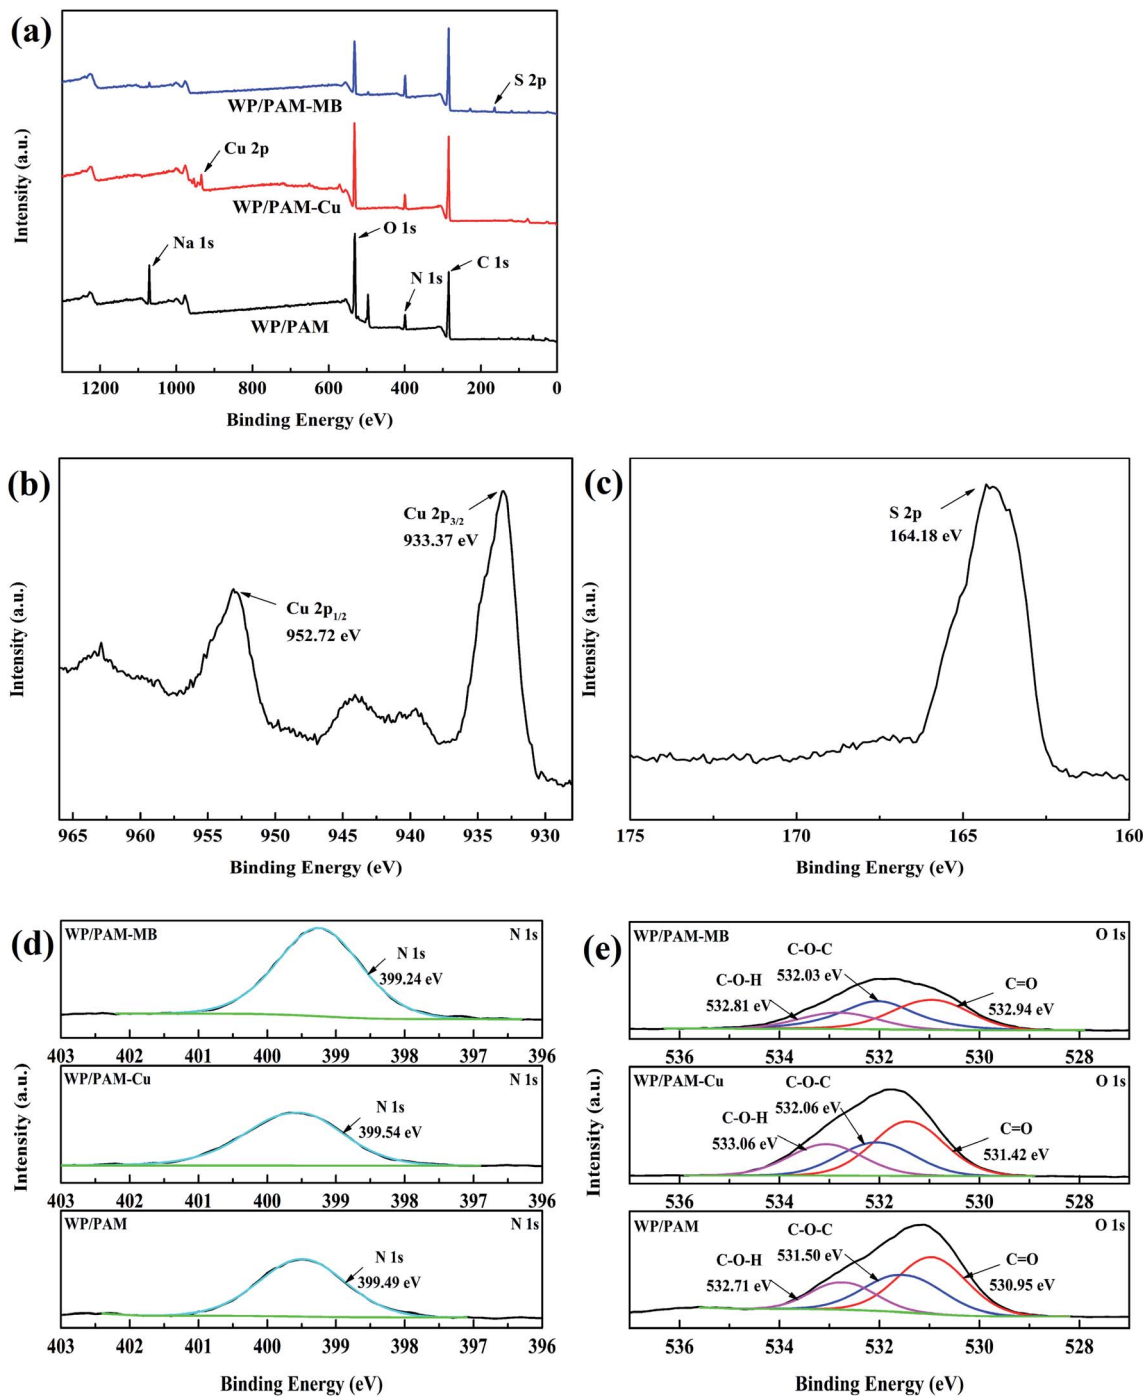 (a)
S 2p
WP/PAM-MB
Cu 2p
WP/PAM-Cu
O 1s
Na 1s
N 1s
C 1s
WP/PAM
Intensity (a.u.)
1200 1000 800 600 400 200 0
Binding Energy (eV)
(b)
Cu 2p3/2
933.37 eV
Cu 2p1/2
952.72 eV
Intensity (a.u.)
965 960 955 950 945 940 935 930
Binding Energy (eV)
(c)
S 2p
164.18 eV
Intensity (a.u.)
175 170 165 160
Binding Energy (eV)
(d)
WP/PAM-MB N 1s
N 1s
399.24 eV
403 402 401 400 399 398 397 396
WP/PAM-Cu N 1s
N 1s
399.54 eV
403 402 401 400 399 398 397 396
WP/PAM N 1s
N 1s
399.49 eV
403 402 401 400 399 398 397 396
Intensity (a.u.)
Binding Energy (eV)
(e)
WP/PAM-MB O 1s
C-O-C
532.03 eV
C-O-H
532.81 eV
C=O
532.94 eV
536 534 532 530 528
WP/PAM-Cu O 1s
C-O-C
532.06 eV
C-O-H
533.06 eV
C=O
531.42 eV
536 534 532 530 528
WP/PAM O 1s
C-O-C
531.50 eV
C-O-H
532.71 eV
C=O
530.95 eV
536 534 532 530 528
Intensity (a.u.)
Binding Energy (eV)